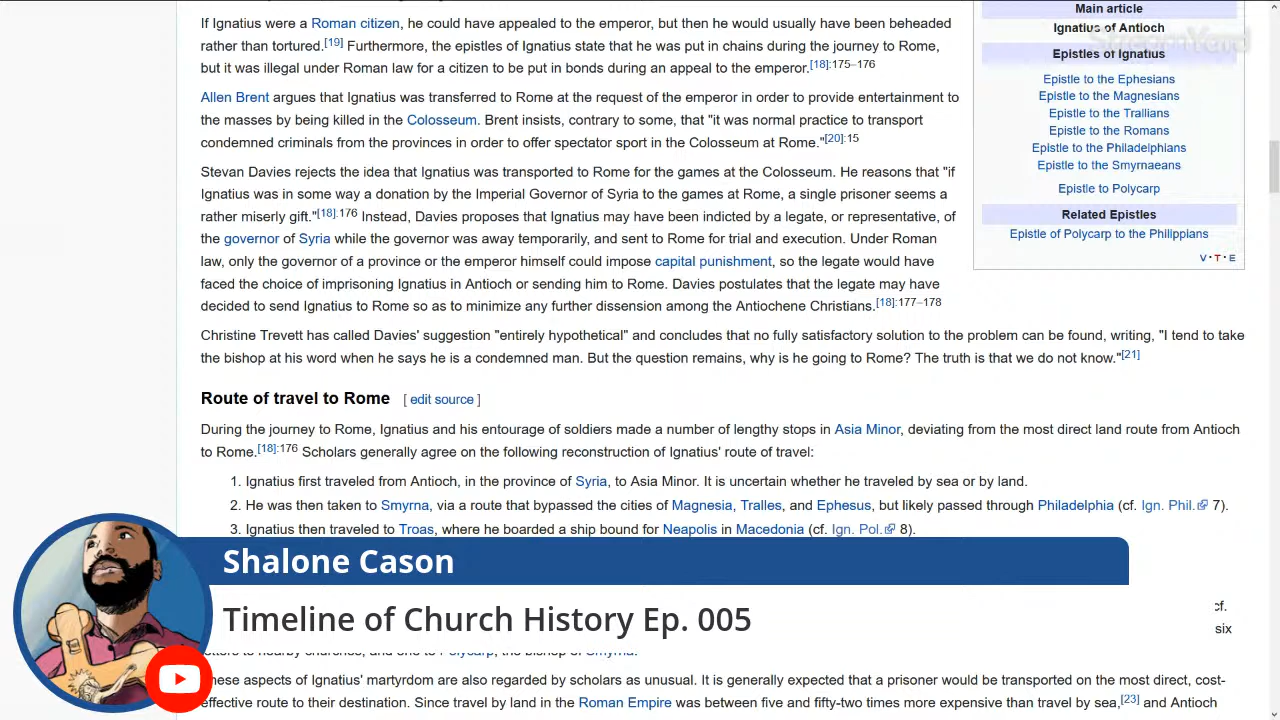 If Ignatius were a Roman citizen, he could have appealed to the emperor, but then he would usually have been beheaded
rather than tortured.[19] Furthermore, the epistles of Ignatius state that he was put in chains during the journey to Rome,
but it was illegal under Roman law for a citizen to be put in bonds during an appeal to the emperor.[18]:175–176
Allen Brent argues that Ignatius was transferred to Rome at the request of the emperor in order to provide entertainment to
the masses by being killed in the Colosseum. Brent insists, contrary to some, that "it was normal practice to transport
condemned criminals from the provinces in order to offer spectator sport in the Colosseum at Rome."[20]:15
Stevan Davies rejects the idea that Ignatius was transported to Rome for the games at the Colosseum. He reasons that "if
Ignatius was in some way a donation by the Imperial Governor of Syria to the games at Rome, a single prisoner seems a
rather miserly gift."[18]:176 Instead, Davies proposes that Ignatius may have been indicted by a legate, or representative, of
the governor of Syria while the governor was away temporarily, and sent to Rome for trial and execution. Under Roman
law, only the governor of a province or the emperor himself could impose capital punishment, so the legate would have
faced the choice of imprisoning Ignatius in Antioch or sending him to Rome. Davies postulates that the legate may have
decided to send Ignatius to Rome so as to minimize any further dissension among the Antiochene Christians.[18]:177–178
Christine Trevett has called Davies' suggestion "entirely hypothetical" and concludes that no fully satisfactory solution to the problem can be found, writing, "I tend to take
the bishop at his word when he says he is a condemned man. But the question remains, why is he going to Rome? The truth is that we do not know."[21]
Route of travel to Rome [ edit source ]
During the journey to Rome, Ignatius and his entourage of soldiers made a number of lengthy stops in Asia Minor, deviating from the most direct land route from Antioch
to Rome.[18]:176 Scholars generally agree on the following reconstruction of Ignatius' route of travel:
1. Ignatius first traveled from Antioch, in the province of Syria, to Asia Minor. It is uncertain whether he traveled by sea or by land.
2. He was then taken to Smyrna, via a route that bypassed the cities of Magnesia, Tralles, and Ephesus, but likely passed through Philadelphia (cf. Ign. Phil. 7).
3. Ignatius then traveled to Troas, where he boarded a ship bound for Neapolis in Macedonia (cf. Ign. Pol. 8).
cf.
six
letters to nearby churches, and one to Polycarp, the bishop of Smyrna.
These aspects of Ignatius' martyrdom are also regarded by scholars as unusual. It is generally expected that a prisoner would be transported on the most direct, cost-
effective route to their destination. Since travel by land in the Roman Empire was between five and fifty-two times more expensive than travel by sea,[23] and Antioch
Main article
Ignatius of Antioch
Epistles of Ignatius
Epistle to the Ephesians
Epistle to the Magnesians
Epistle to the Trallians
Epistle to the Romans
Epistle to the Philadelphians
Epistle to the Smyrnaeans
Epistle to Polycarp
Related Epistles
Epistle of Polycarp to the Philippians
V · T · E
StreamYard
Shalone Cason
Timeline of Church History Ep. 005